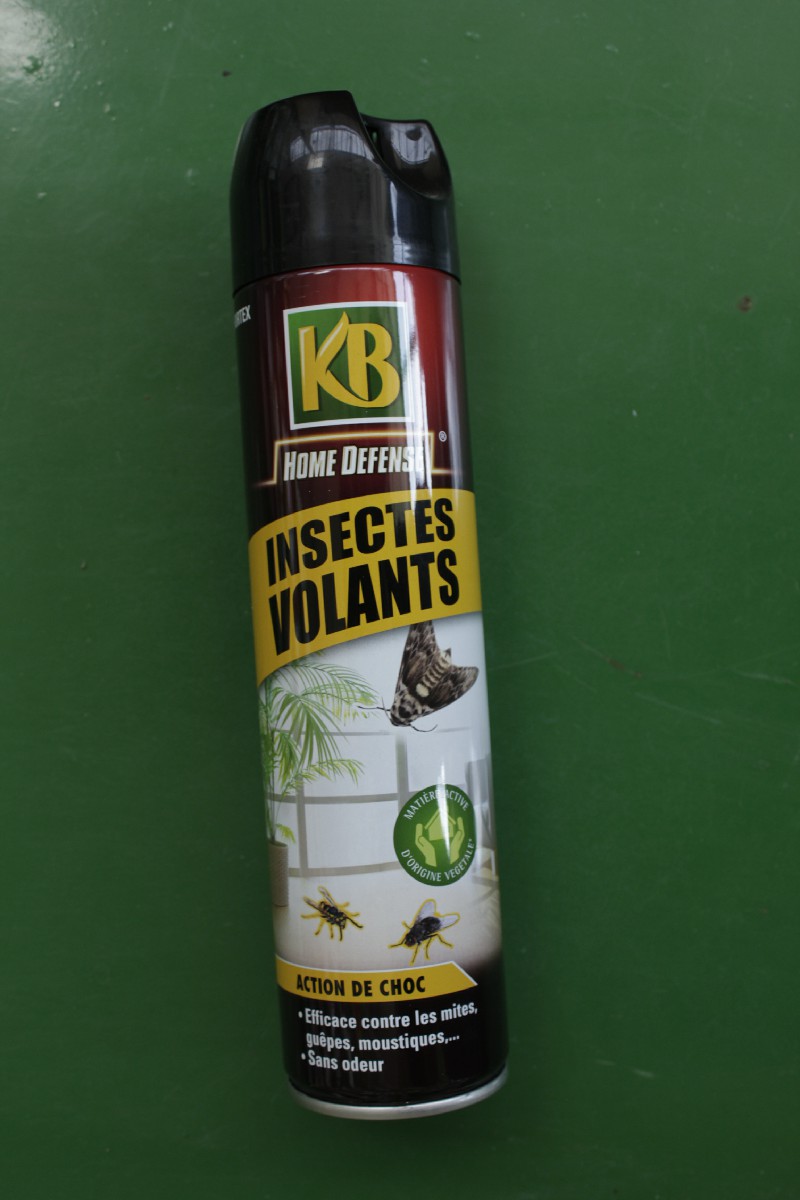 KB
HOME DEFENSE
®
INSECTES
VOLANTS
MATIÈRE ACTIVE
D'ORIGINE VEGETALE*
ACTION DE CHOC
• Efficace contre les mites,
guêpes, moustiques,...
• Sans odeur